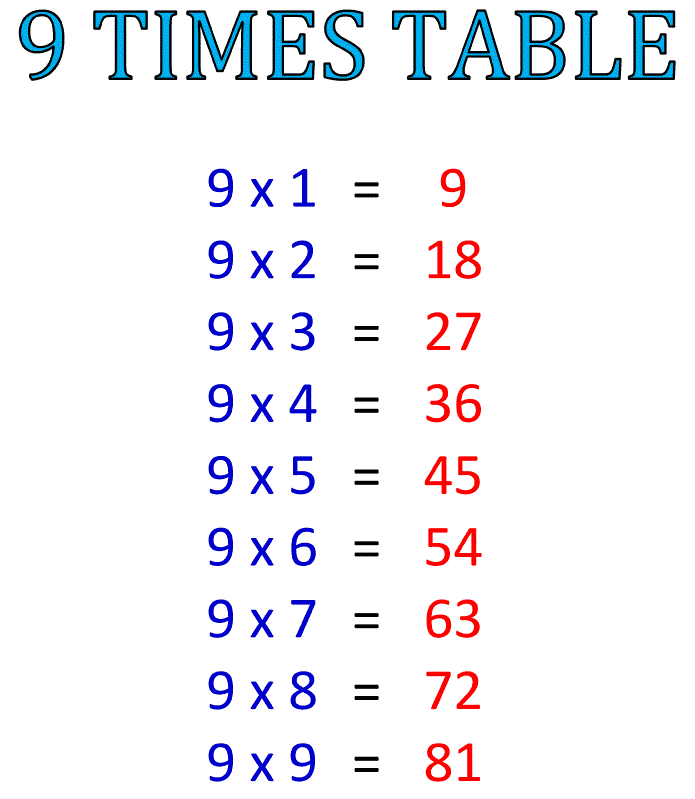 9 TIMES TABLE
9 x 1 = 9
9 x 2 = 18
9 x 3 = 27
9 x 4 = 36
9 x 5 = 45
9 x 6 = 54
9 x 7 = 63
9 x 8 = 72
9 x 9 = 81